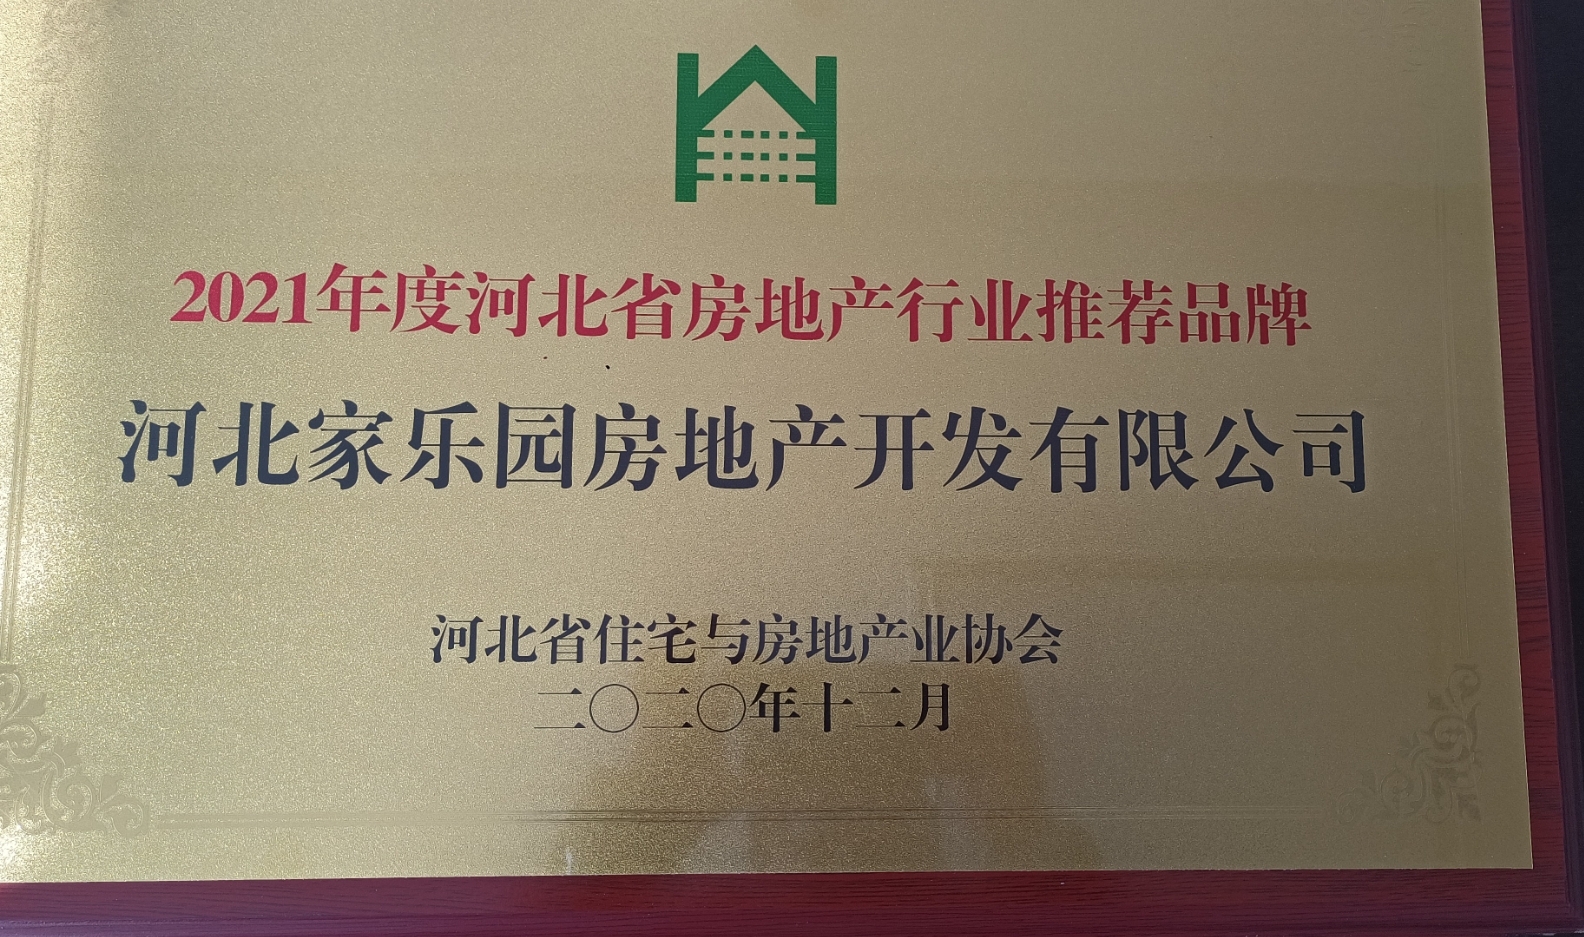 2021年度河北省房地产行业推荐品牌
河北家乐园房地产开发有限公司
河北省住宅与房地产业协会
二〇二〇年十二月